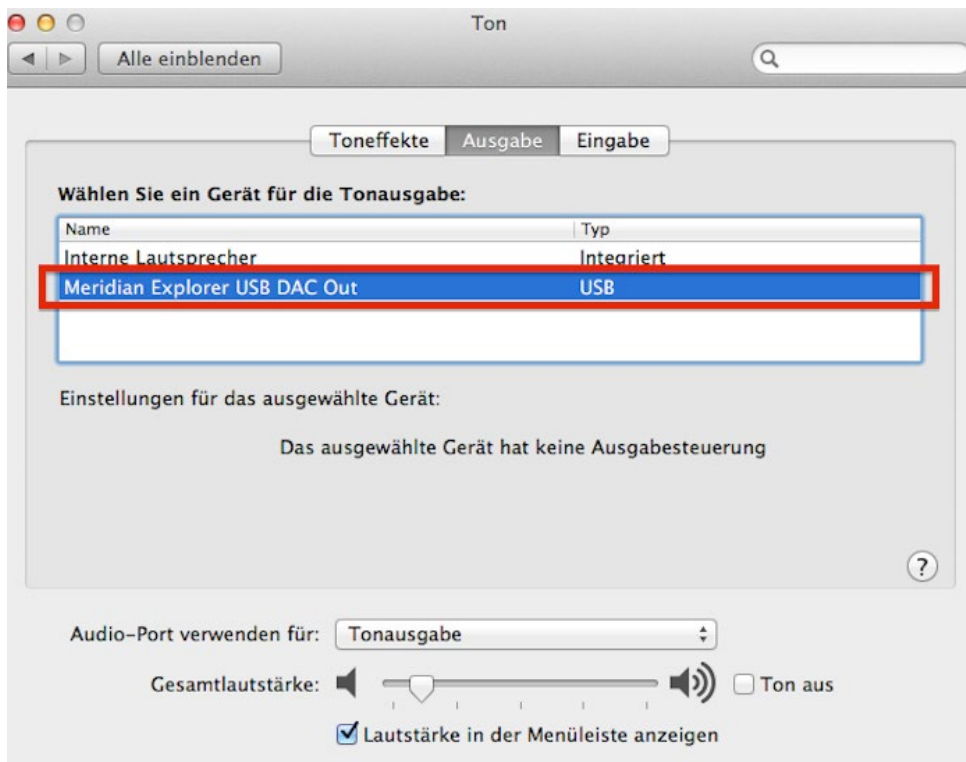 Ton
Alle einblenden
Toneffekte Ausgabe Eingabe
Wählen Sie ein Gerät für die Tonausgabe:
Name Typ
Interne Lautsprecher Integriert
Meridian Explorer USB DAC Out USB
Einstellungen für das ausgewählte Gerät:
Das ausgewählte Gerät hat keine Ausgabesteuerung
?
Audio-Port verwenden für: Tonausgabe
Gesamtlautstärke: Ton aus
Lautstärke in der Menüleiste anzeigen